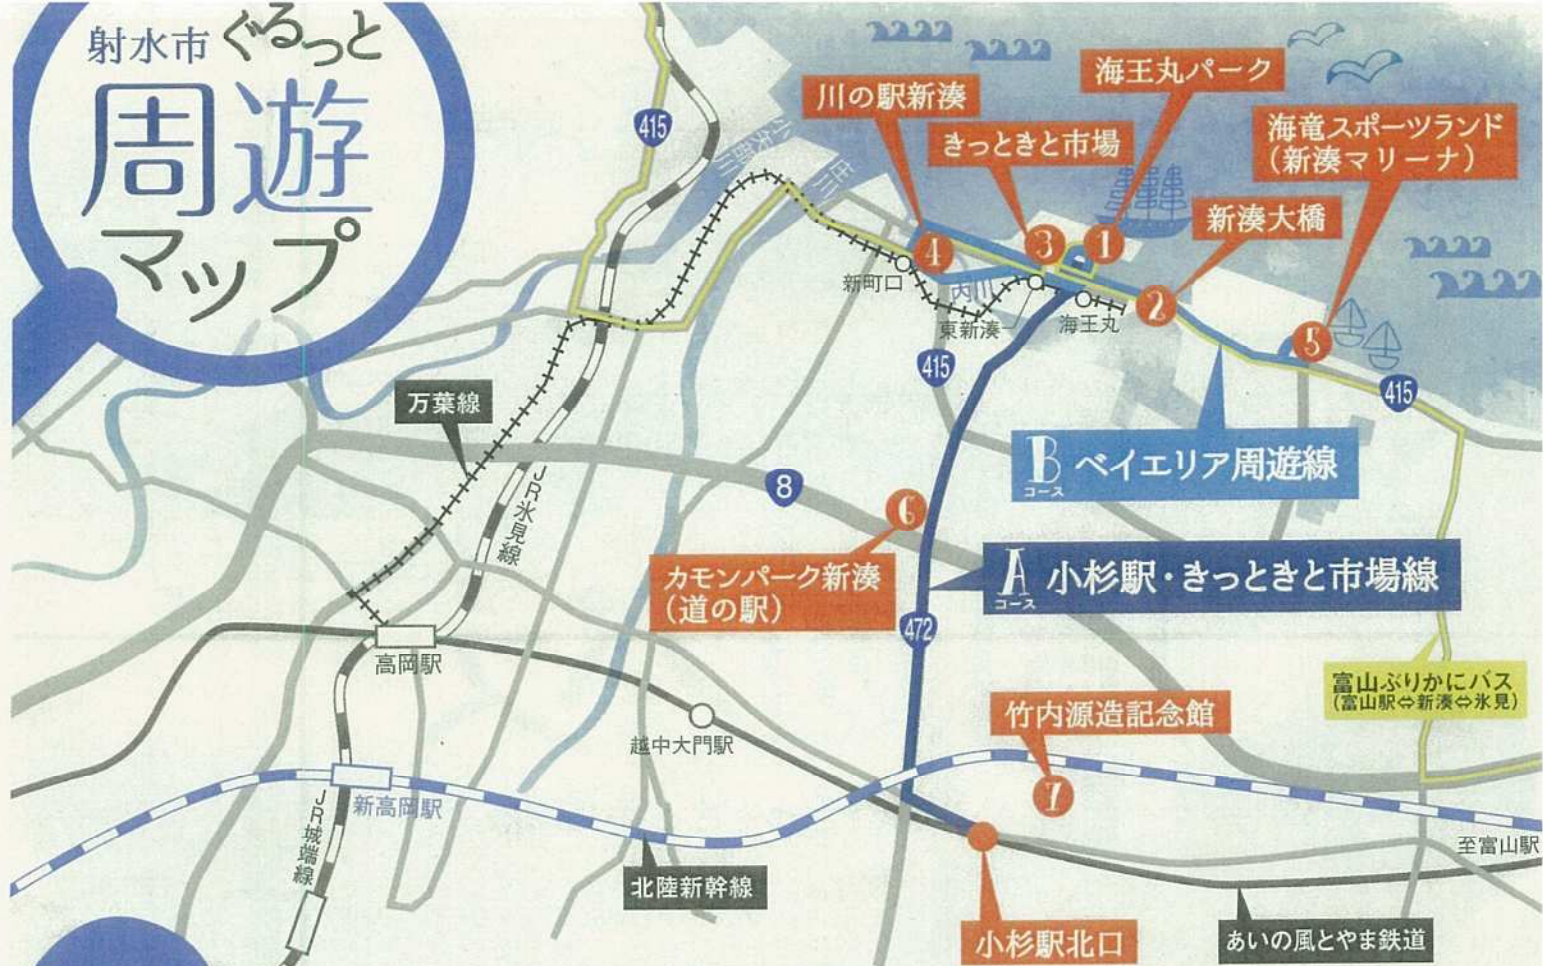 射水市 ぐるっと
周遊
マップ
415
小矢部川
庄川
川の駅新湊
きっときと市場
海王丸パーク
海竜スポーツランド
(新湊マリーナ)
新湊大橋
4
3
1
2
5
新町口
内川
東新湊
海王丸
415
415
万葉線
JR氷見線
8
6
カモンパーク新湊
(道の駅)
B
コース
ベイエリア周遊線
A
コース
小杉駅・きっときと市場線
472
高岡駅
富山ぶりかにバス
(富山駅⇔新湊⇔氷見)
越中大門駅
竹内源造記念館
7
新高岡駅
JR城端線
北陸新幹線
至富山駅
小杉駅北口
あいの風とやま鉄道